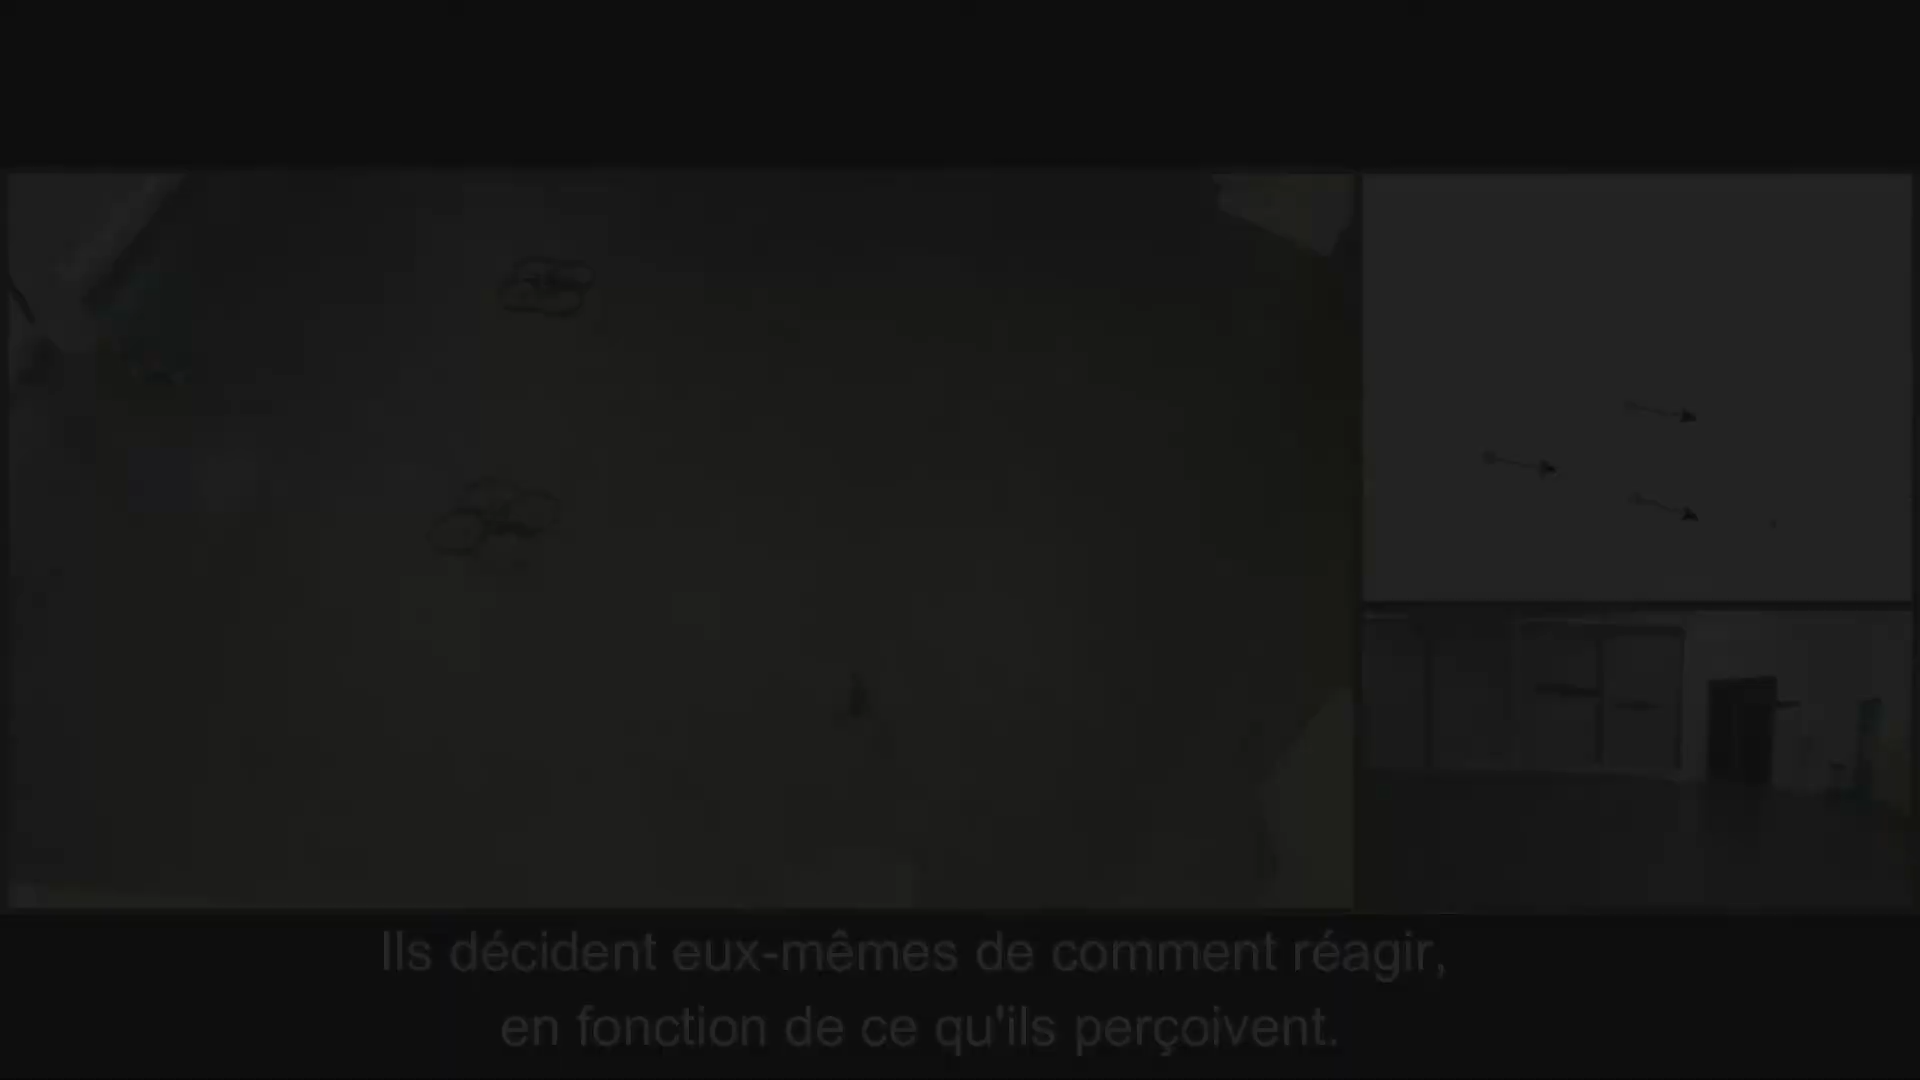 Ils décident eux-mêmes de comment réagir,
en fonction de ce qu'ils perçoivent.